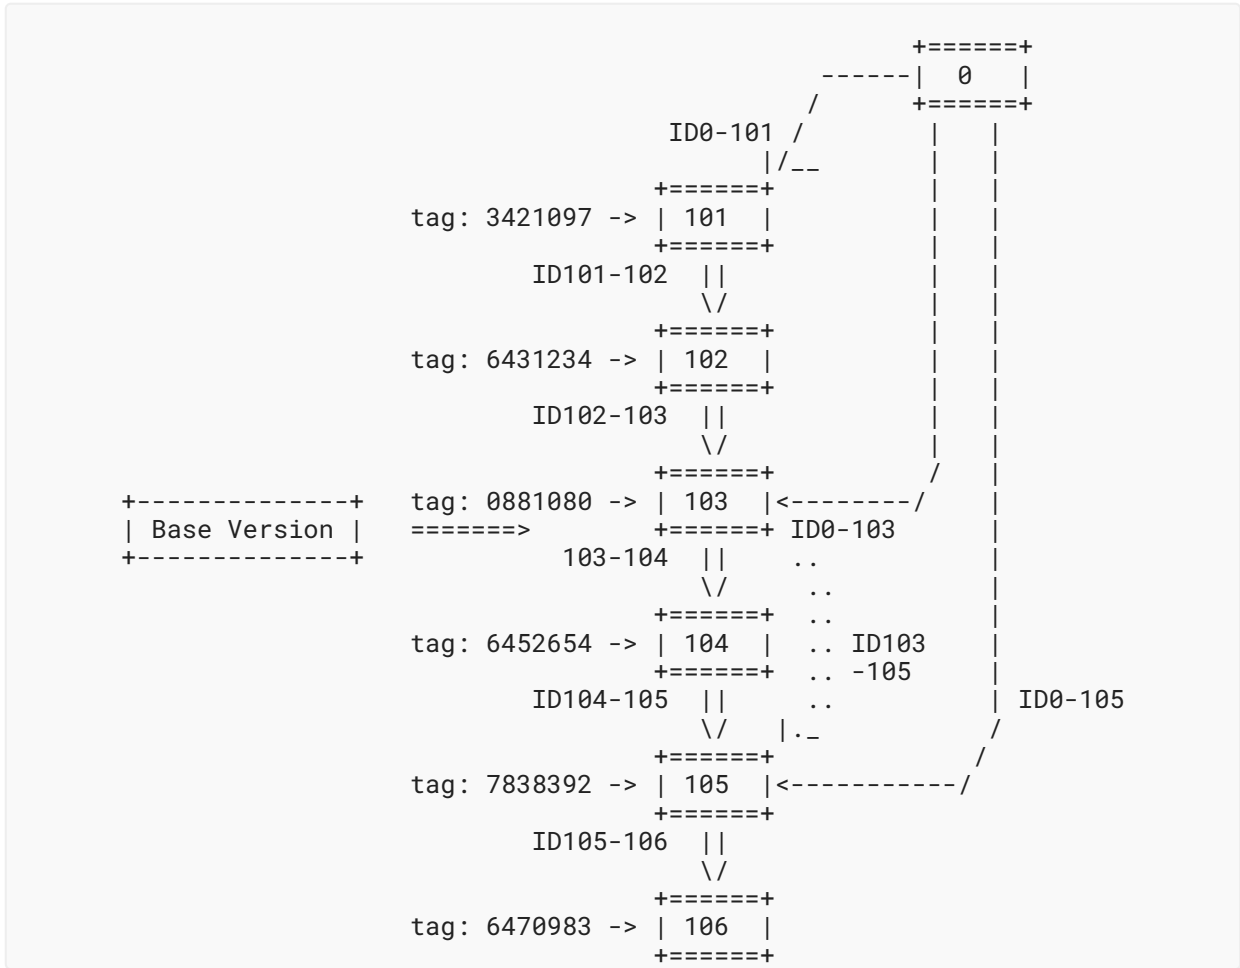 +======+
------|  0   |
/      +======+
ID0-101 /        |   |
|/__       |   |
+======+          |   |
tag: 3421097 -> | 101  |          |   |
+======+          |   |
ID101-102  ||             |   |
\/             |   |
+======+          |   |
tag: 6431234 -> | 102  |          |   |
+======+          |   |
ID102-103  ||             |   |
\/             |   |
+======+          /   |
+--------------+   tag: 0881080 -> | 103  |<--------/    |
| Base Version |   =======>        +======+ ID0-103      |
+--------------+             103-104  ||    ..           |
\/     ..          |
+======+  ..          |
tag: 6452654 -> | 104  |  .. ID103    |
+======+  .. -105     |
ID104-105  ||     ..          | ID0-105
\/   |._           /
+======+             /
tag: 7838392 -> | 105  |<-----------/
+======+
ID105-106  ||
\/
+======+
tag: 6470983 -> | 106  |
+======+